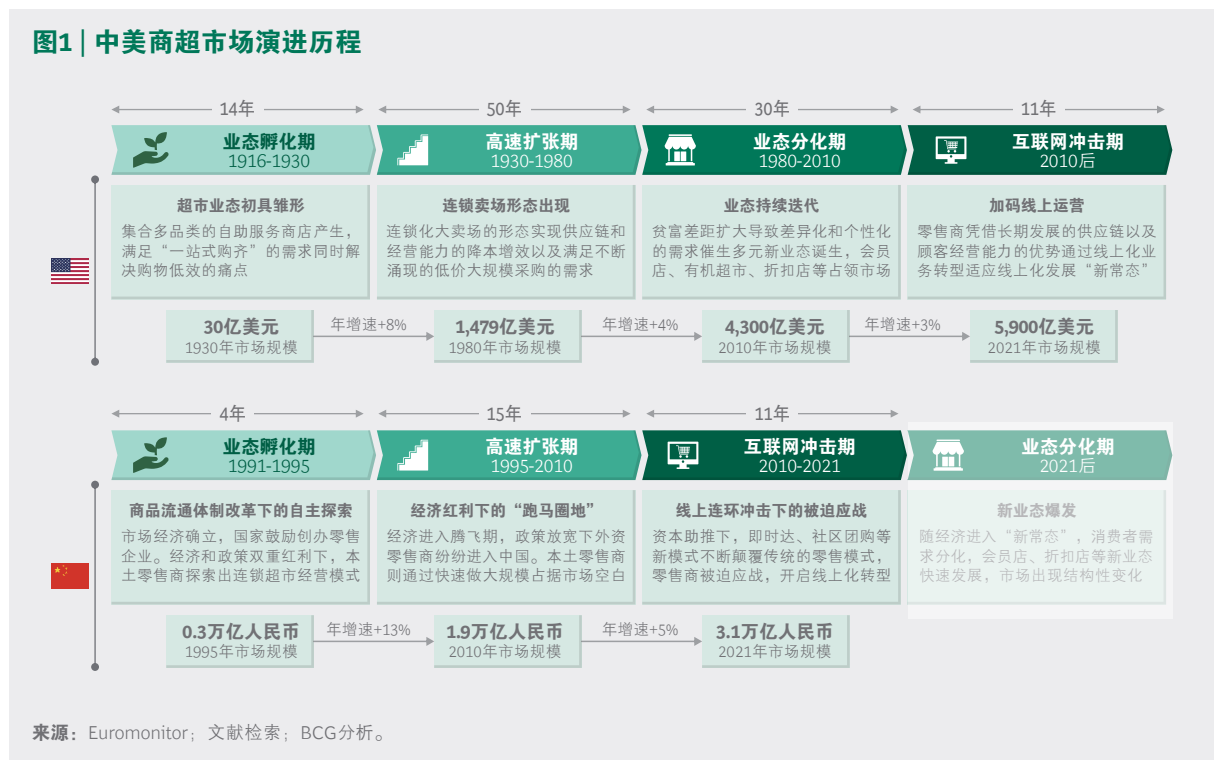 图1 | 中美商超市场演进历程
14年
50年
30年
11年
业态孵化期
1916-1930
高速扩张期
1930-1980
业态分化期
1980-2010
互联网冲击期
2010后
超市业态初具雏形
集合多品类的自助服务商店产生，
满足“一站式购齐”的需求同时解
决购物低效的痛点
连锁卖场形态出现
连锁化大卖场的形态实现供应链和
经营能力的降本增效以及满足不断
涌现的低价大规模采购的需求
业态持续迭代
贫富差距扩大导致差异化和个性化
的需求催生多元新业态诞生，会员
店、有机超市、折扣店等占领市场
加码线上运营
零售商凭借长期发展的供应链以及
顾客经营能力的优势通过线上化业
务转型适应线上化发展“新常态”
30亿美元
1930年市场规模
年增速+8%
1,479亿美元
1980年市场规模
年增速+4%
4,300亿美元
2010年市场规模
年增速+3%
5,900亿美元
2021年市场规模
4年
15年
11年
业态孵化期
1991-1995
高速扩张期
1995-2010
互联网冲击期
2010-2021
业态分化期
2021后
商品流通体制改革下的自主探索
市场经济确立，国家鼓励创办零售
企业。经济和政策双重红利下，本
土零售商探索出连锁超市经营模式
经济红利下的“跑马圈地”
经济进入腾飞期，政策放宽下外资
零售商纷纷进入中国。本土零售商
则通过快速做大规模占据市场空白
线上连环冲击下的被迫应战
资本助推下，即时达、社区团购等
新模式不断颠覆传统的零售模式，
零售商被迫应战，开启线上化转型
新业态爆发
随经济进入“新常态”，消费者需
求分化，会员店、折扣店等新业态
快速发展，市场出现结构性变化
0.3万亿人民币
1995年市场规模
年增速+13%
1.9万亿人民币
2010年市场规模
年增速+5%
3.1万亿人民币
2021年市场规模
来源：Euromonitor；文献检索；BCG分析。